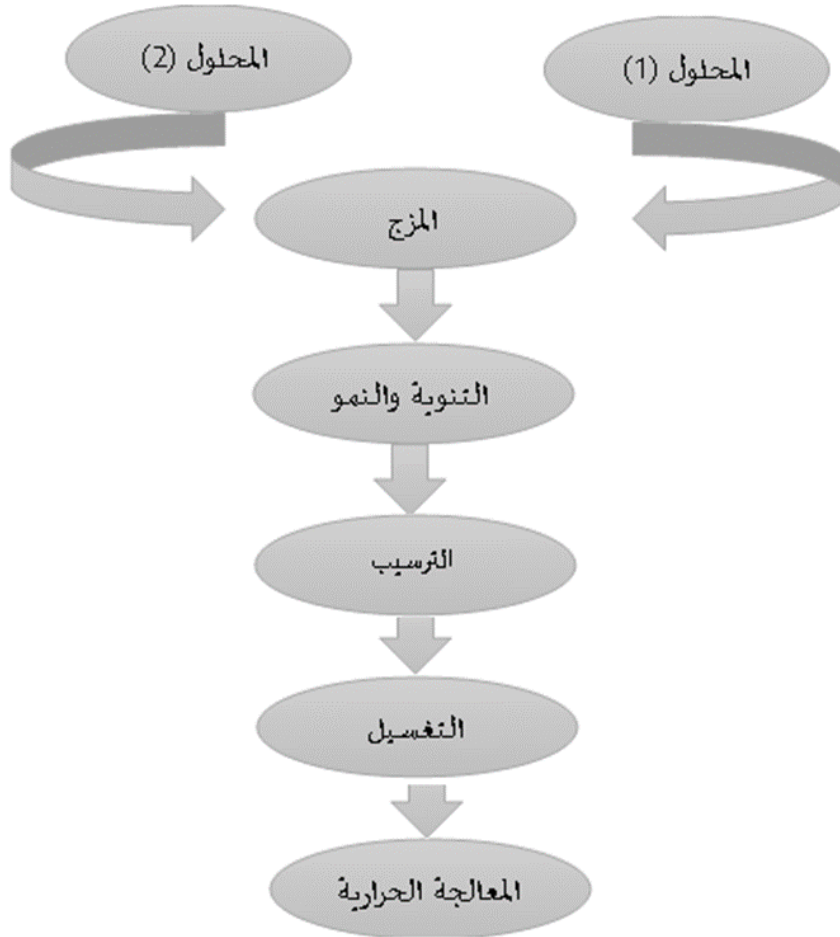 المحلول (1)
المحلول (2)
المزج
التنوية والنمو
الترسيب
التغسيل
المعالجة الحرارية